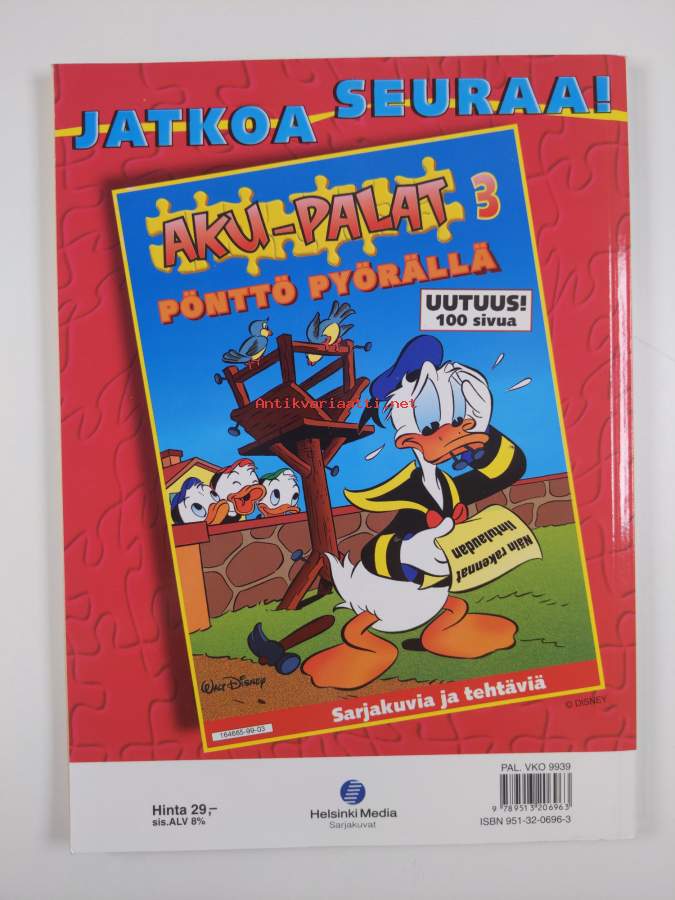 JATKOA SEURAA!
AKU-PALAT 3
PÖNTTÖ PYÖRÄLLÄ
UUTUUS!
100 sivua
Antikvariaatti.net
Näin rakennat
lintulaudan
WALT DISNEY
Sarjakuvia ja tehtäviä
164665-99-03
© DISNEY
PAL. VKO 9939
9 789513 206963
ISBN 951-32-0696-3
Hinta 29,–
sis.ALV 8%
Helsinki Media
Sarjakuvat